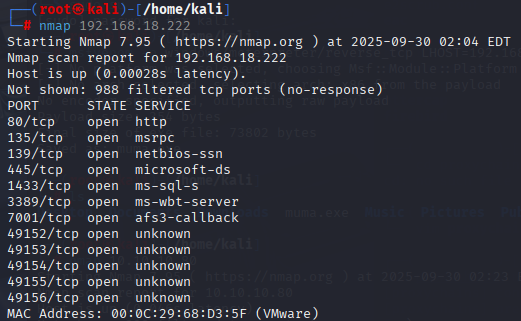 ┌──(root㉿kali)-[/home/kali]
└─# nmap 192.168.18.222
Starting Nmap 7.95 ( https://nmap.org ) at 2025-09-30 02:04 EDT
Nmap scan report for 192.168.18.222
Host is up (0.00028s latency).
Not shown: 988 filtered tcp ports (no-response)
PORT      STATE SERVICE
80/tcp    open  http
135/tcp   open  msrpc
139/tcp   open  netbios-ssn
445/tcp   open  microsoft-ds
1433/tcp  open  ms-sql-s
3389/tcp  open  ms-wbt-server
7001/tcp  open  afs3-callback
49152/tcp open  unknown
49153/tcp open  unknown
49154/tcp open  unknown
49155/tcp open  unknown
49156/tcp open  unknown
MAC Address: 00:0C:29:68:D3:5F (VMware)